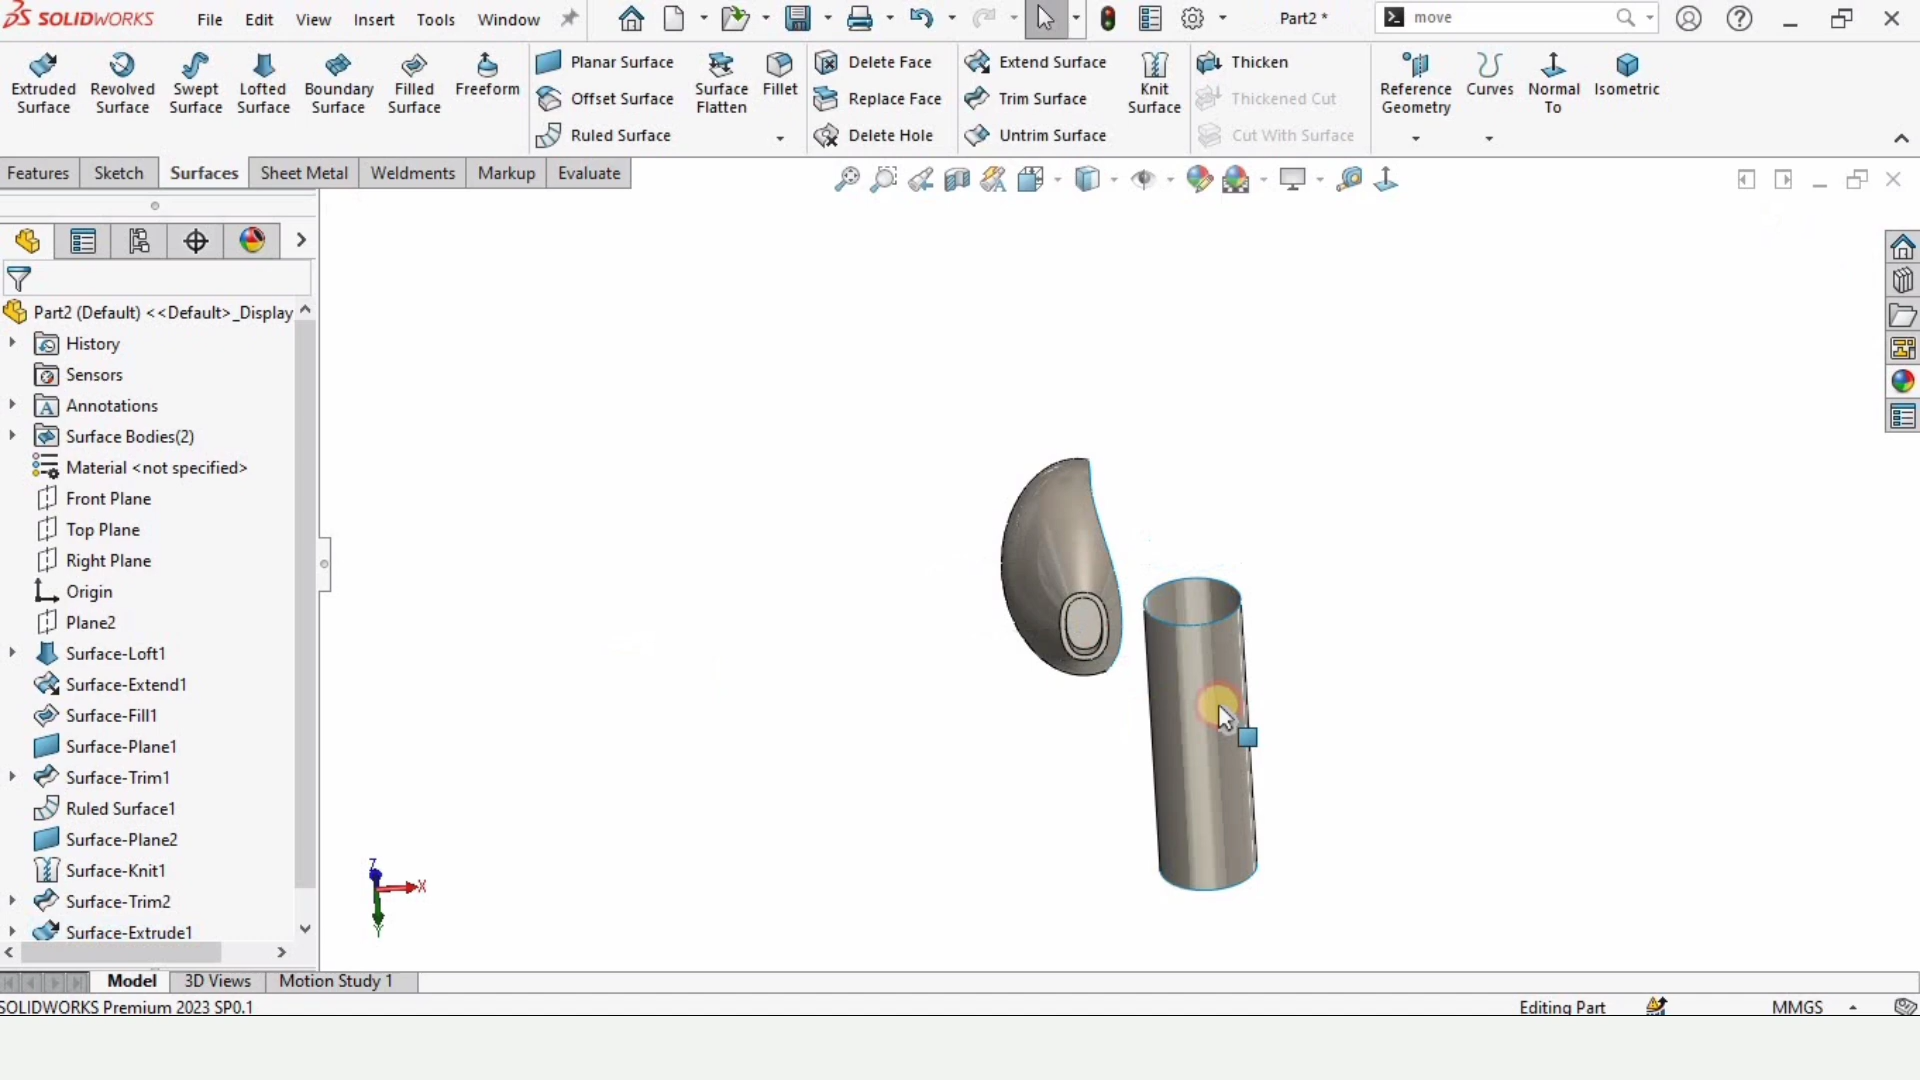 SOLIDWORKS File Edit View Insert Tools Window Part2 * move
Extruded Surface
Revolved Surface
Swept Surface
Lofted Surface
Boundary Surface
Filled Surface
Freeform
Planar Surface
Offset Surface
Ruled Surface
Surface Flatten
Fillet
Delete Face
Replace Face
Delete Hole
Extend Surface
Trim Surface
Untrim Surface
Knit Surface
Thicken
Thickened Cut
Cut With Surface
Reference Geometry
Curves
Normal To
Isometric
Features Sketch Surfaces Sheet Metal Weldments Markup Evaluate
Part2 (Default) <<Default>_Display
History
Sensors
Annotations
Surface Bodies(2)
Material <not specified>
Front Plane
Top Plane
Right Plane
Origin
Plane2
Surface-Loft1
Surface-Extend1
Surface-Fill1
Surface-Plane1
Surface-Trim1
Ruled Surface1
Surface-Plane2
Surface-Knit1
Surface-Trim2
Surface-Extrude1
Z
X
Y
Model 3D Views Motion Study 1
SOLIDWORKS Premium 2023 SP0.1 Editing Part MMGS